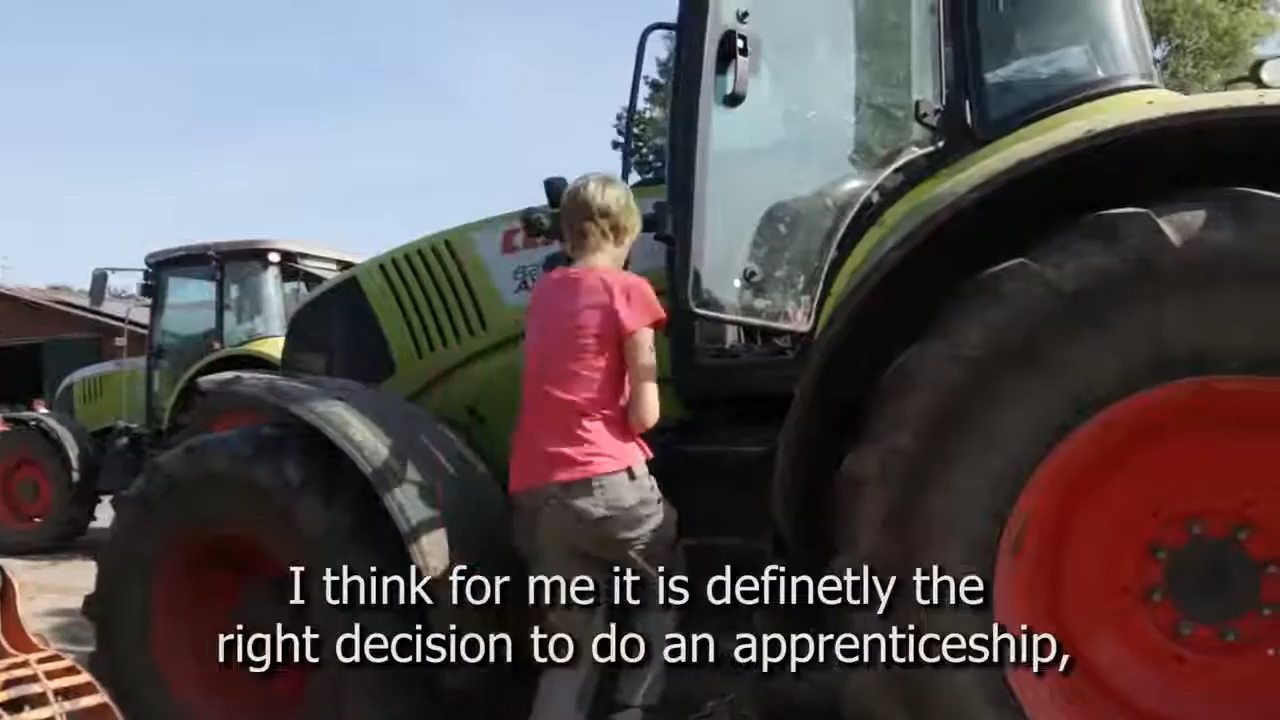 I think for me it is definetly the
right decision to do an apprenticeship,